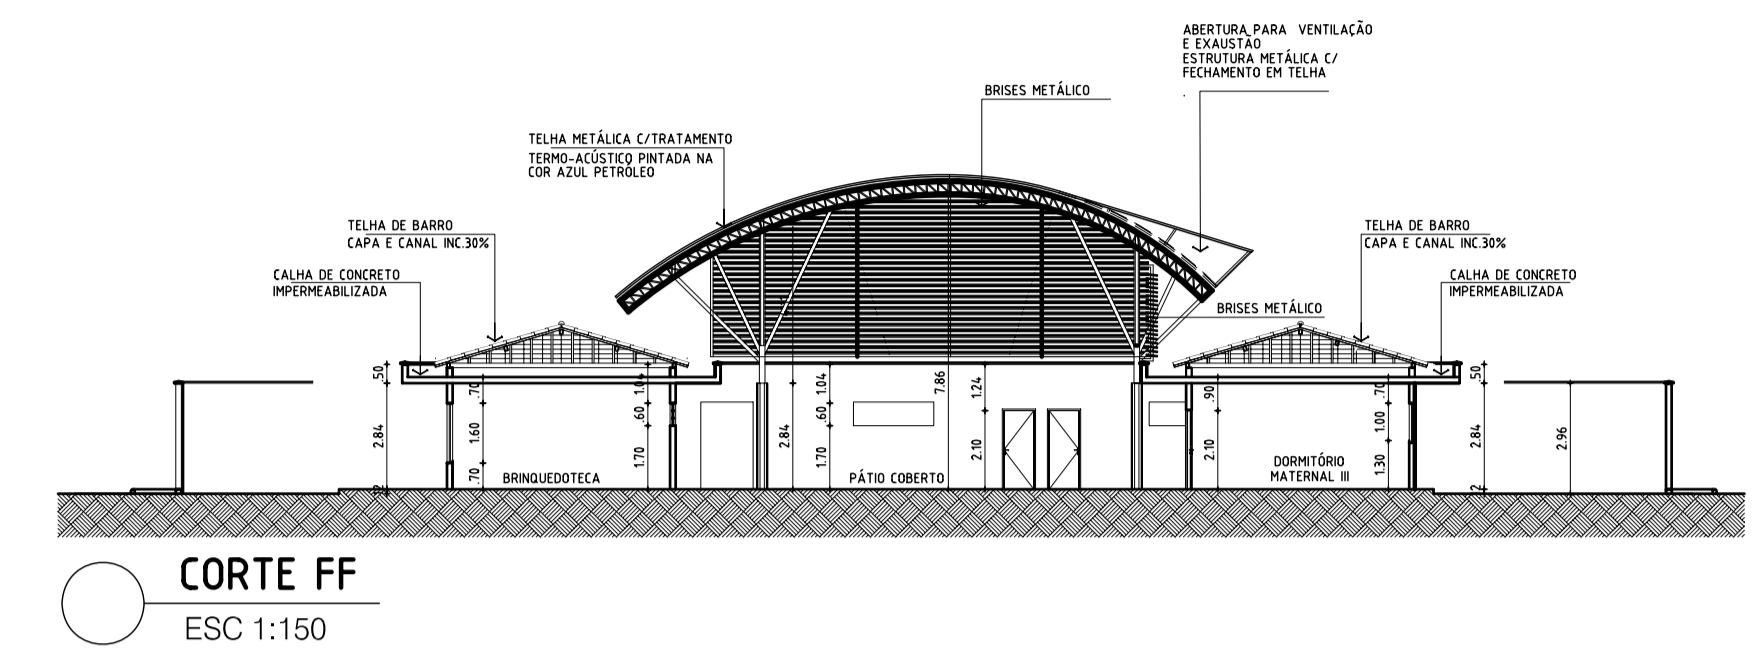 ABERTURA PARA VENTILAÇÃO
E EXAUSTÃO
ESTRUTURA METÁLICA C/
FECHAMENTO EM TELHA
BRISES METÁLICO
TELHA METÁLICA C/TRATAMENTO
TERMO-ACÚSTICO PINTADA NA
COR AZUL PETRÓLEO
TELHA DE BARRO
CAPA E CANAL INC.30%
TELHA DE BARRO
CAPA E CANAL INC.30%
CALHA DE CONCRETO
IMPERMEABILIZADA
CALHA DE CONCRETO
IMPERMEABILIZADA
BRISES METÁLICO
.50
2.84
.70
1.60
.70
1.04
.60
1.70
2.84
1.04
.60
1.70
7.86
1.24
2.10
.90
2.10
.70
1.00
1.30
.50
2.84
2.96
BRINQUEDOTECA
PÁTIO COBERTO
DORMITÓRIO
MATERNAL III
CORTE FF
ESC 1:150